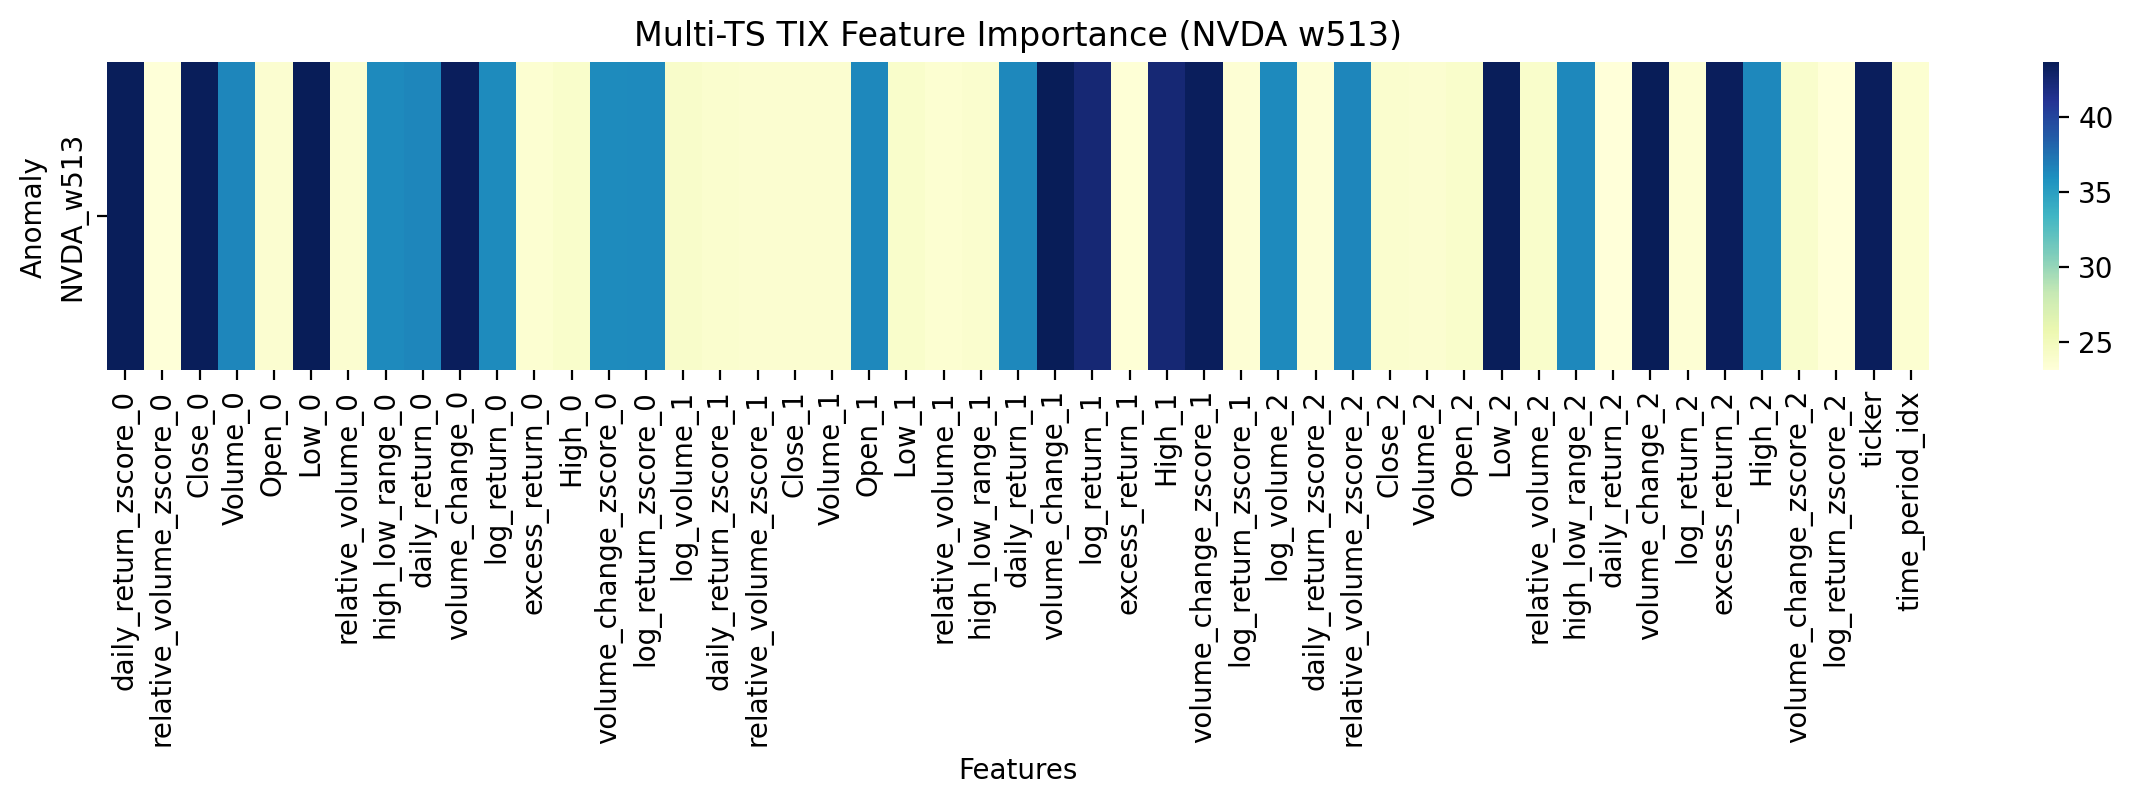 Multi-TS TIX Feature Importance (NVDA w513)
Anomaly
NVDA_w513
40
35
30
25
daily_return_zscore_0
relative_volume_zscore_0
Close_0
Volume_0
Open_0
Low_0
relative_volume_0
high_low_range_0
daily_return_0
volume_change_0
log_return_0
excess_return_0
High_0
volume_change_zscore_0
log_return_zscore_0
log_volume_1
daily_return_zscore_1
relative_volume_zscore_1
Close_1
Volume_1
Open_1
Low_1
relative_volume_1
high_low_range_1
daily_return_1
volume_change_1
log_return_1
excess_return_1
High_1
volume_change_zscore_1
log_return_zscore_1
log_volume_2
daily_return_zscore_2
relative_volume_zscore_2
Close_2
Volume_2
Open_2
Low_2
relative_volume_2
high_low_range_2
daily_return_2
volume_change_2
log_return_2
excess_return_2
High_2
volume_change_zscore_2
log_return_zscore_2
ticker
time_period_idx
Features